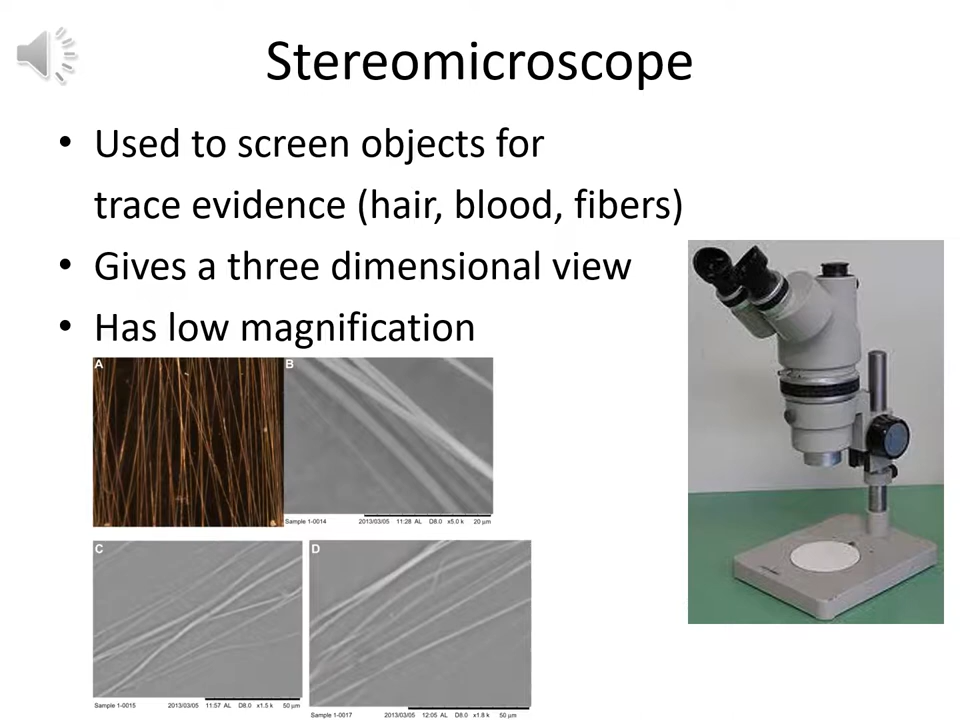 Stereomicroscope
• Used to screen objects for
trace evidence (hair, blood, fibers)
• Gives a three dimensional view
• Has low magnification
A
B
Sample 1-0014 2013/03/05 11:28 AL D8.0 x5.0 k 20 µm
C
D
Sample 1-0015 2013/03/05 11:57 AL D8.0 x1.5 k 50 µm
Sample 1-0017 2013/03/05 12:05 AL D8.0 x1.8 k 50 µm